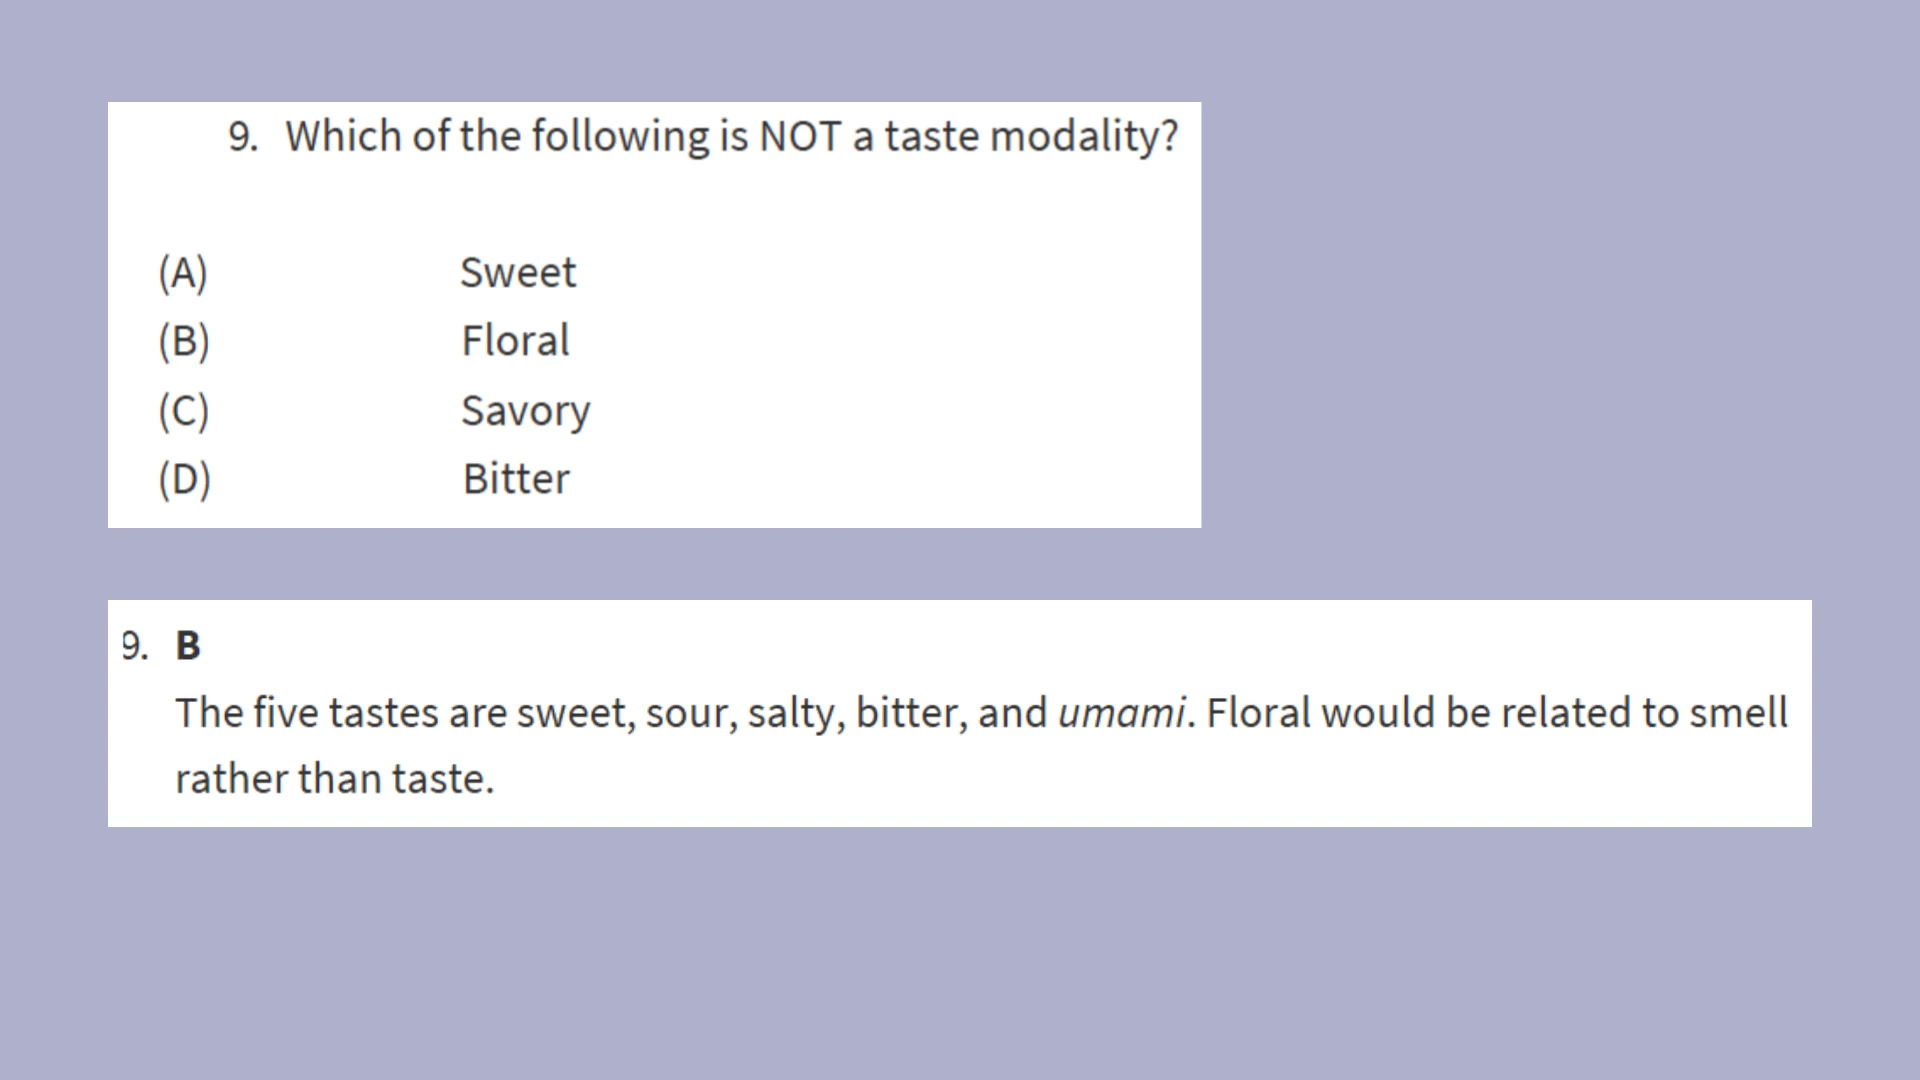 9. Which of the following is NOT a taste modality?
(A) Sweet
(B) Floral
(C) Savory
(D) Bitter
9. B
The five tastes are sweet, sour, salty, bitter, and umami. Floral would be related to smell
rather than taste.